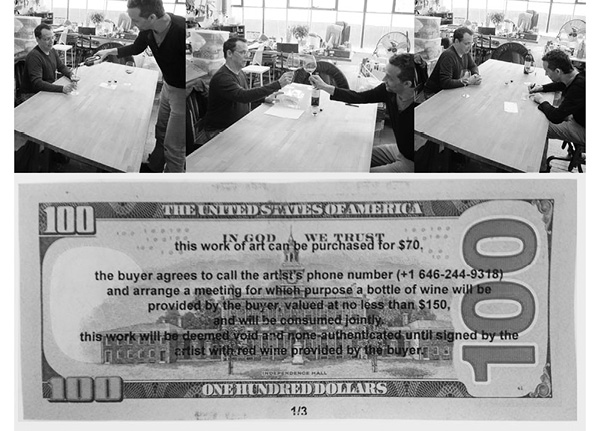 100
THE UNITED STATES OF AMERICA
IN GOD WE TRUST
this work of art can be purchased for $70.
the buyer agrees to call the artist's phone number (+1 646-244-9318)
and arrange a meeting for which purpose a bottle of wine will be
provided by the buyer, valued at no less than $150,
and will be consumed jointly.
this work will be deemed void and none-authenticated until signed by the
artist with red wine provided by the buyer.
100
INDEPENDENCE HALL
100
ONE HUNDRED DOLLARS
1/3